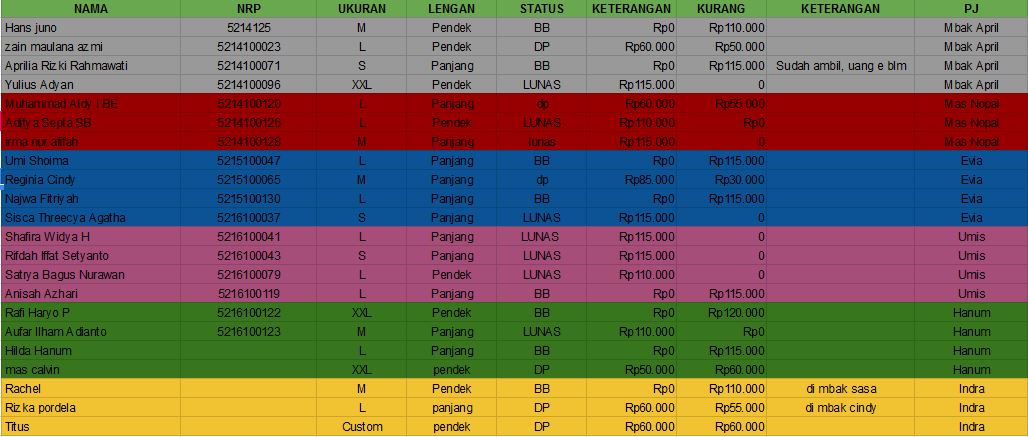 NAMA NRP UKURAN LENGAN STATUS KETERANGAN KURANG KETERANGAN PJ
Hans juno 5214125 M Pendek BB Rp0 Rp110.000 Mbak April
zain maulana azmi 5214100023 L Pendek DP Rp60.000 Rp50.000 Mbak April
Aprilia Rizki Rahmawati 5214100071 S Panjang BB Rp0 Rp115.000 Sudah ambil, uang e blm Mbak April
Yulius Adyan 5214100096 XXL Pendek LUNAS Rp115.000 0 Mbak April
Muhammad Aldy I BE 5214100120 L Panjang dp Rp60.000 Rp55.000 Mas Nopal
Aditya Septa SB 5214100126 L Pendek LUNAS Rp110.000 Rp0 Mas Nopal
irma nur afifah 5214100128 M Panjang lunas Rp115.000 0 Mas Nopal
Umi Shoima 5215100047 L Panjang BB Rp0 Rp115.000 Evia
Reginia Cindy 5215100065 M Panjang dp Rp85.000 Rp30.000 Evia
Najwa Fitriyah 5215100130 L Panjang BB Rp0 Rp115.000 Evia
Sisca Threecya Agatha 5216100037 S Panjang LUNAS Rp115.000 0 Evia
Shafira Widya H 5216100041 L Panjang LUNAS Rp115.000 0 Umis
Rifdah Iffat Setyanto 5216100043 S Panjang LUNAS Rp115.000 0 Umis
Satrya Bagus Nurawan 5216100079 L Pendek LUNAS Rp110.000 0 Umis
Anisah Azhari 5216100119 L Panjang BB Rp0 Rp115.000 Umis
Rafi Haryo P 5216100122 XXL Pendek BB Rp0 Rp120.000 Hanum
Aufar Ilham Adianto 5216100123 M Panjang LUNAS Rp110.000 Rp0 Hanum
Hilda Hanum L Panjang BB Rp0 Rp115.000 Hanum
mas calvin XXL pendek DP Rp50.000 Rp60.000 Hanum
Rachel M Pendek BB Rp0 Rp110.000 di mbak sasa Indra
Rizka pordela L panjang DP Rp60.000 Rp55.000 di mbak cindy Indra
Titus Custom pendek DP Rp60.000 Rp60.000 Indra